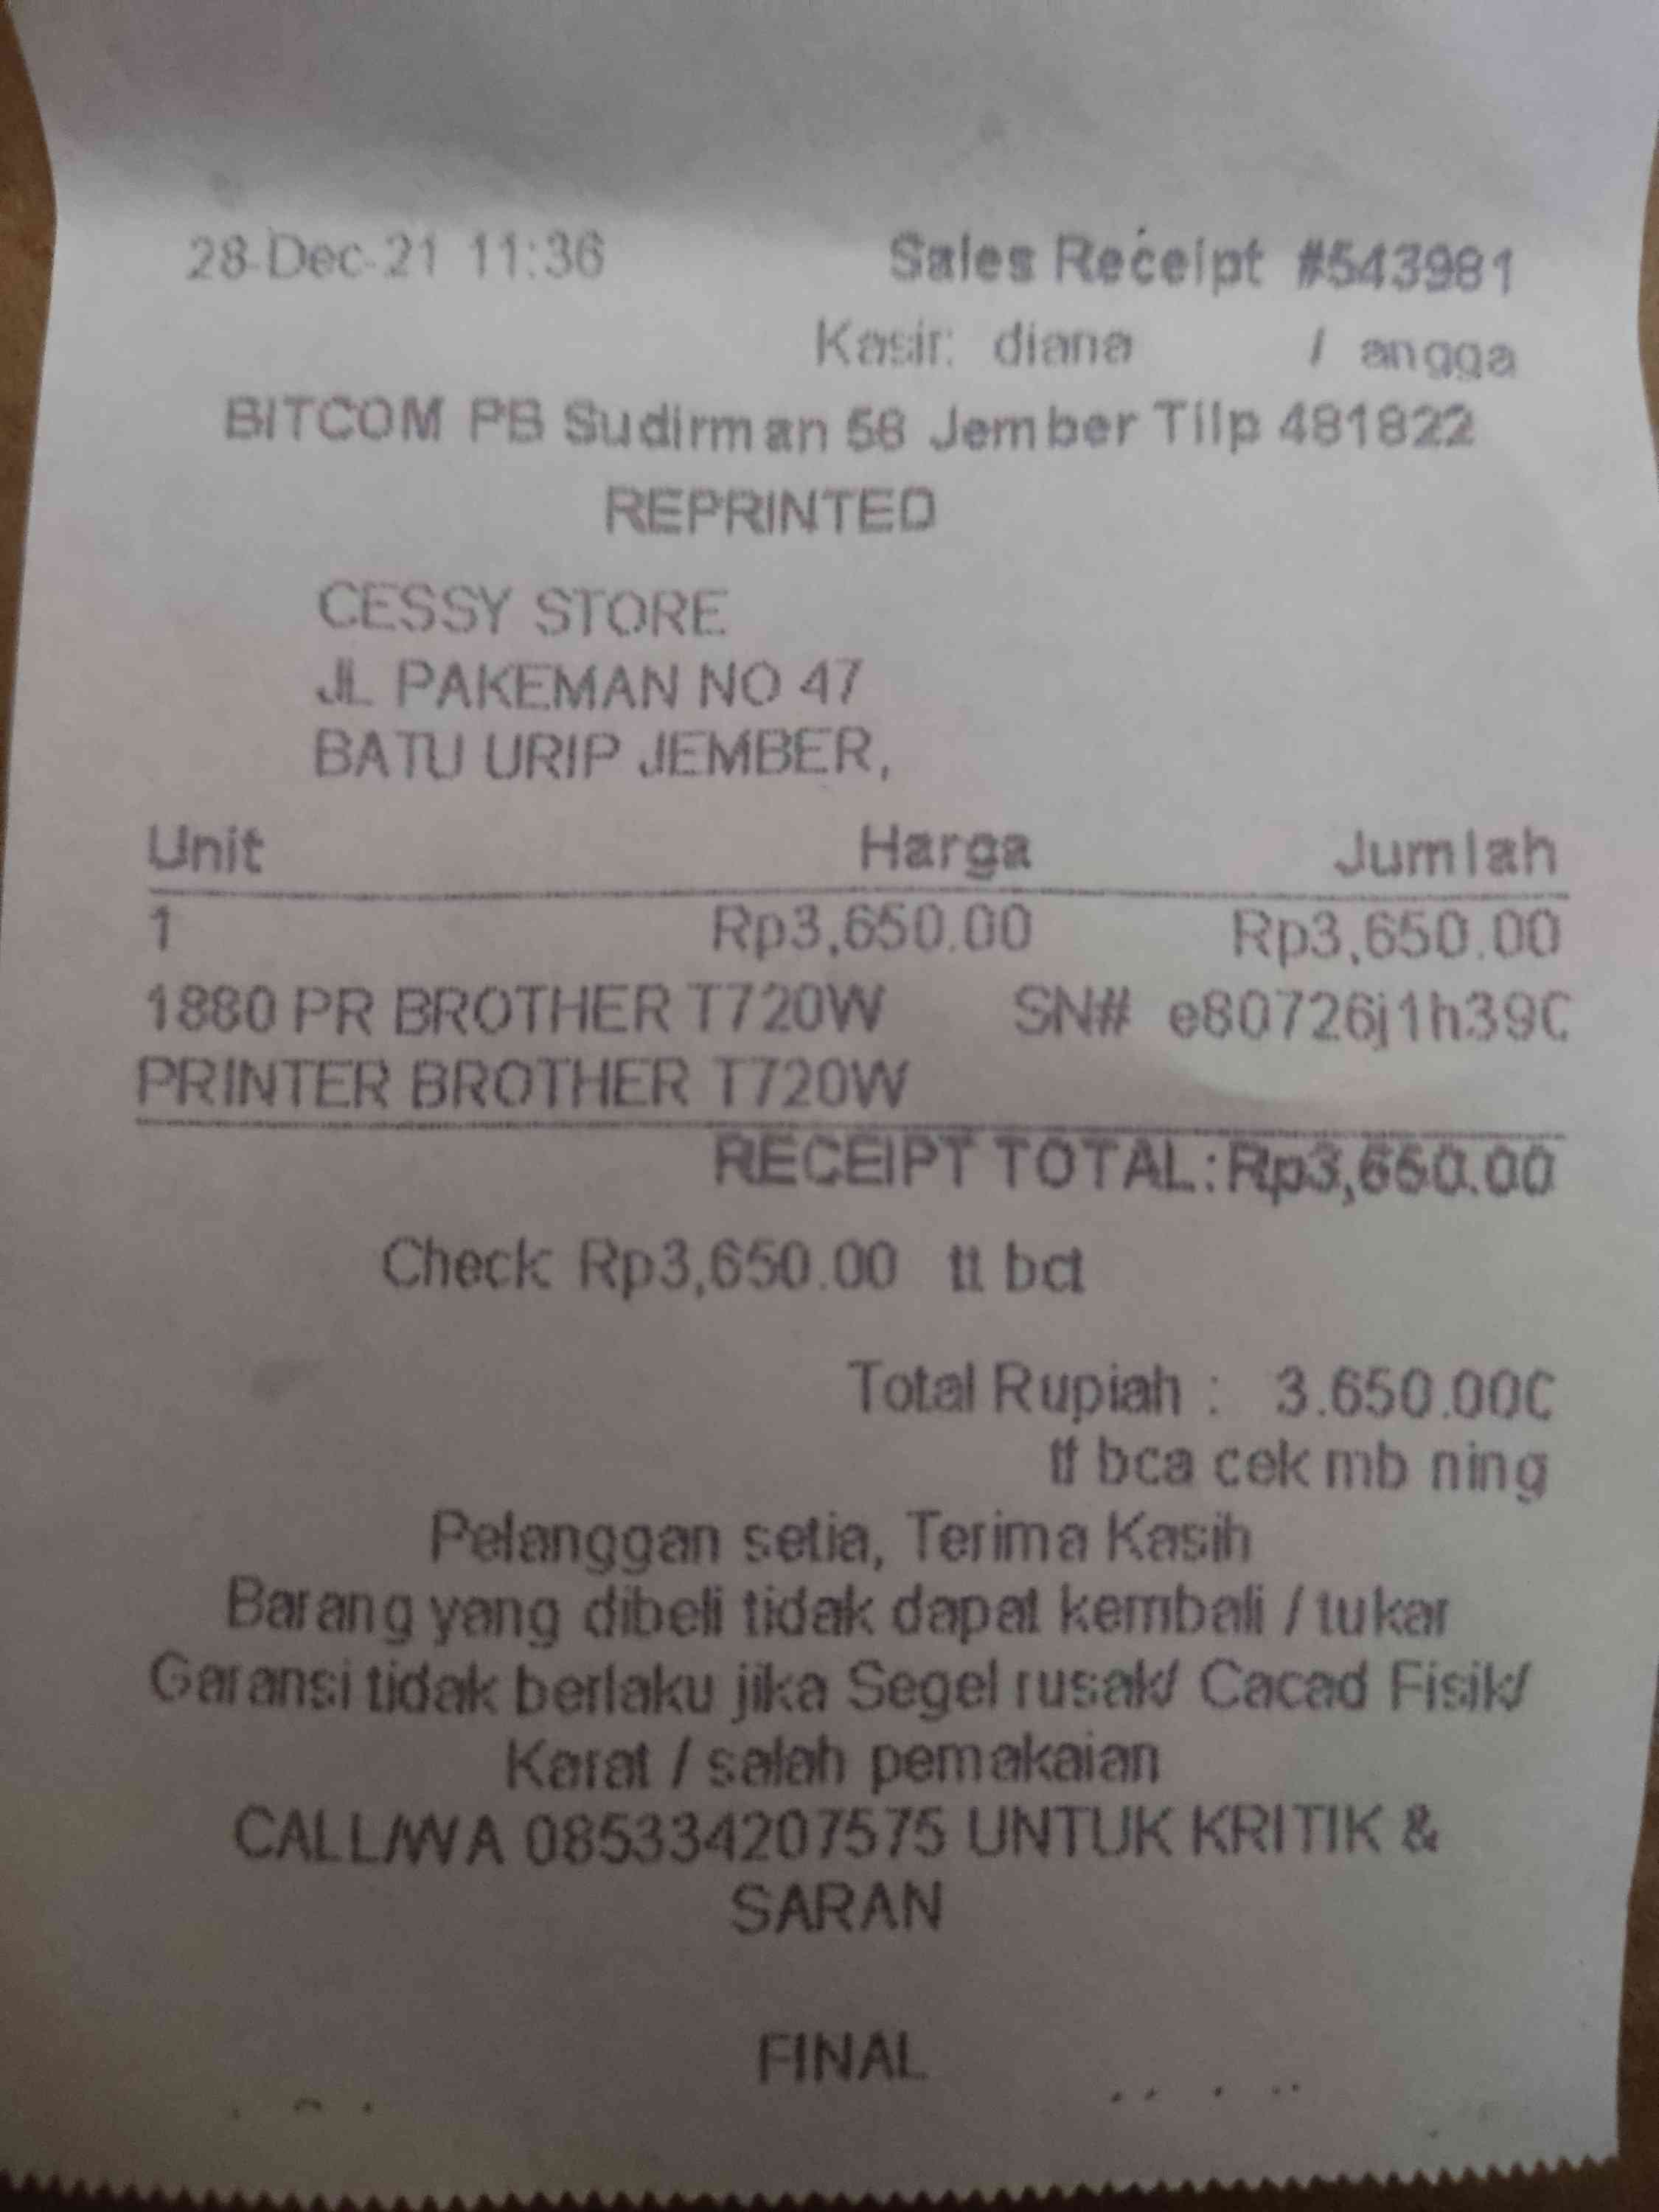 28-Dec-21 11:36 Sales Receipt #543981
Kasir: diana / angga
BITCOM PB Sudirman 58 Jember Tilp 481822
REPRINTED
CESSY STORE
JL PAKEMAN NO 47
BATU URIP JEMBER,
Unit Harga Jumlah
1 Rp3,650.00 Rp3,650.00
1880 PR BROTHER T720W SN# e80726j1h390
PRINTER BROTHER T720W
RECEIPT TOTAL: Rp3,650.00
Check Rp3,650.00 tt bct
Total Rupiah : 3.650.000
tf bca cek mb ning
Pelanggan setia, Terima Kasih
Barang yang dibeli tidak dapat kembali / tukar
Garansi tidak berlaku jika Segel rusak/ Cacad Fisik/
Karat / salah pemakaian
CALL/WA 085334207575 UNTUK KRITIK &
SARAN
FINAL